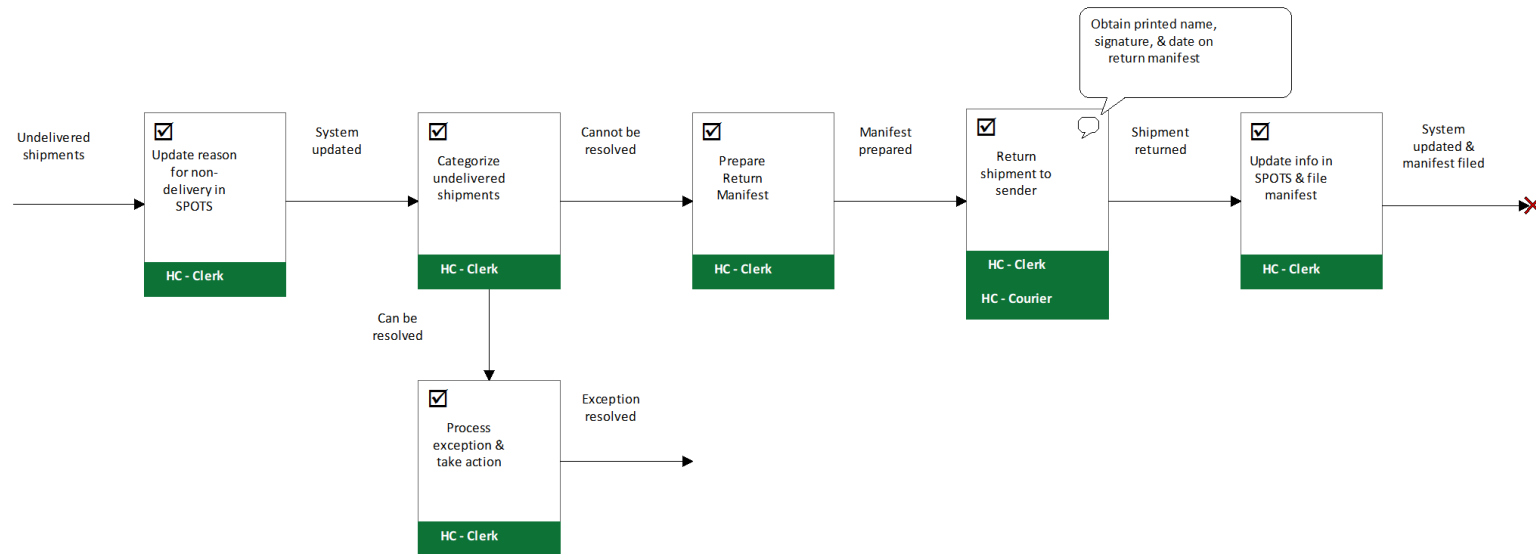 Obtain printed name,
signature, & date on
return manifest
Undelivered
shipments
Update reason
for non-
delivery in
SPOTS
HC - Clerk
System
updated
Categorize
undelivered
shipments
HC - Clerk
Cannot be
resolved
Prepare
Return
Manifest
HC - Clerk
Manifest
prepared
Return
shipment to
sender
HC - Clerk
HC - Courier
Shipment
returned
Update info in
SPOTS & file
manifest
HC - Clerk
System
updated &
manifest filed
Can be
resolved
Process
exception &
take action
HC - Clerk
Exception
resolved